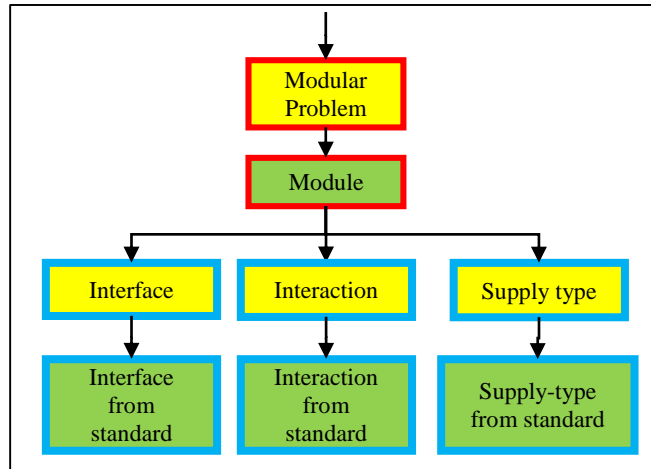 Modular
Problem
Module
Interface
Interaction
Supply type
Interface
from
standard
Interaction
from
standard
Supply-type
from standard